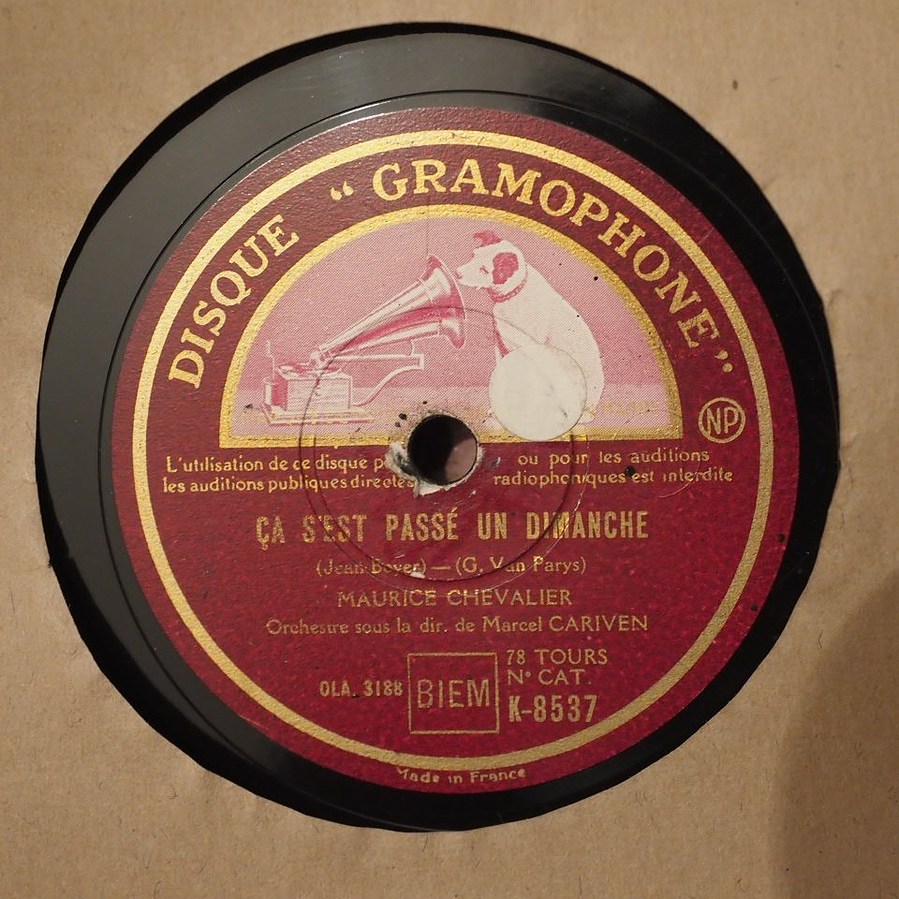 DISQUE “GRAMOPHONE”
NP
L'utilisation de ce disque p ou pour les auditions
les auditions publiques directes radiophoniques est interdite
ÇA S'EST PASSÉ UN DIMANCHE
(Jean Boyer) — (G. Van Parys)
MAURICE CHEVALIER
Orchestre sous la dir. de Marcel CARIVEN
OLA. 3188
BIEM
78 TOURS
N° CAT.
K-8537
Made in France